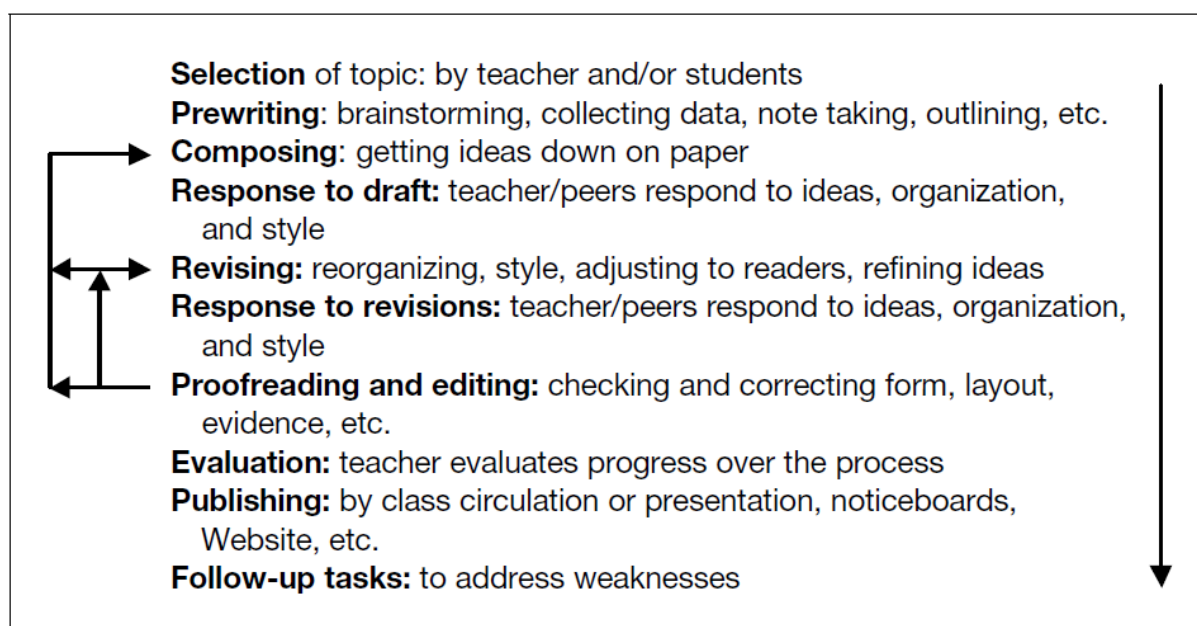 Selection of topic: by teacher and/or students
Prewriting: brainstorming, collecting data, note taking, outlining, etc.
Composing: getting ideas down on paper
Response to draft: teacher/peers respond to ideas, organization,
and style
Revising: reorganizing, style, adjusting to readers, refining ideas
Response to revisions: teacher/peers respond to ideas, organization,
and style
Proofreading and editing: checking and correcting form, layout,
evidence, etc.
Evaluation: teacher evaluates progress over the process
Publishing: by class circulation or presentation, noticeboards,
Website, etc.
Follow-up tasks: to address weaknesses